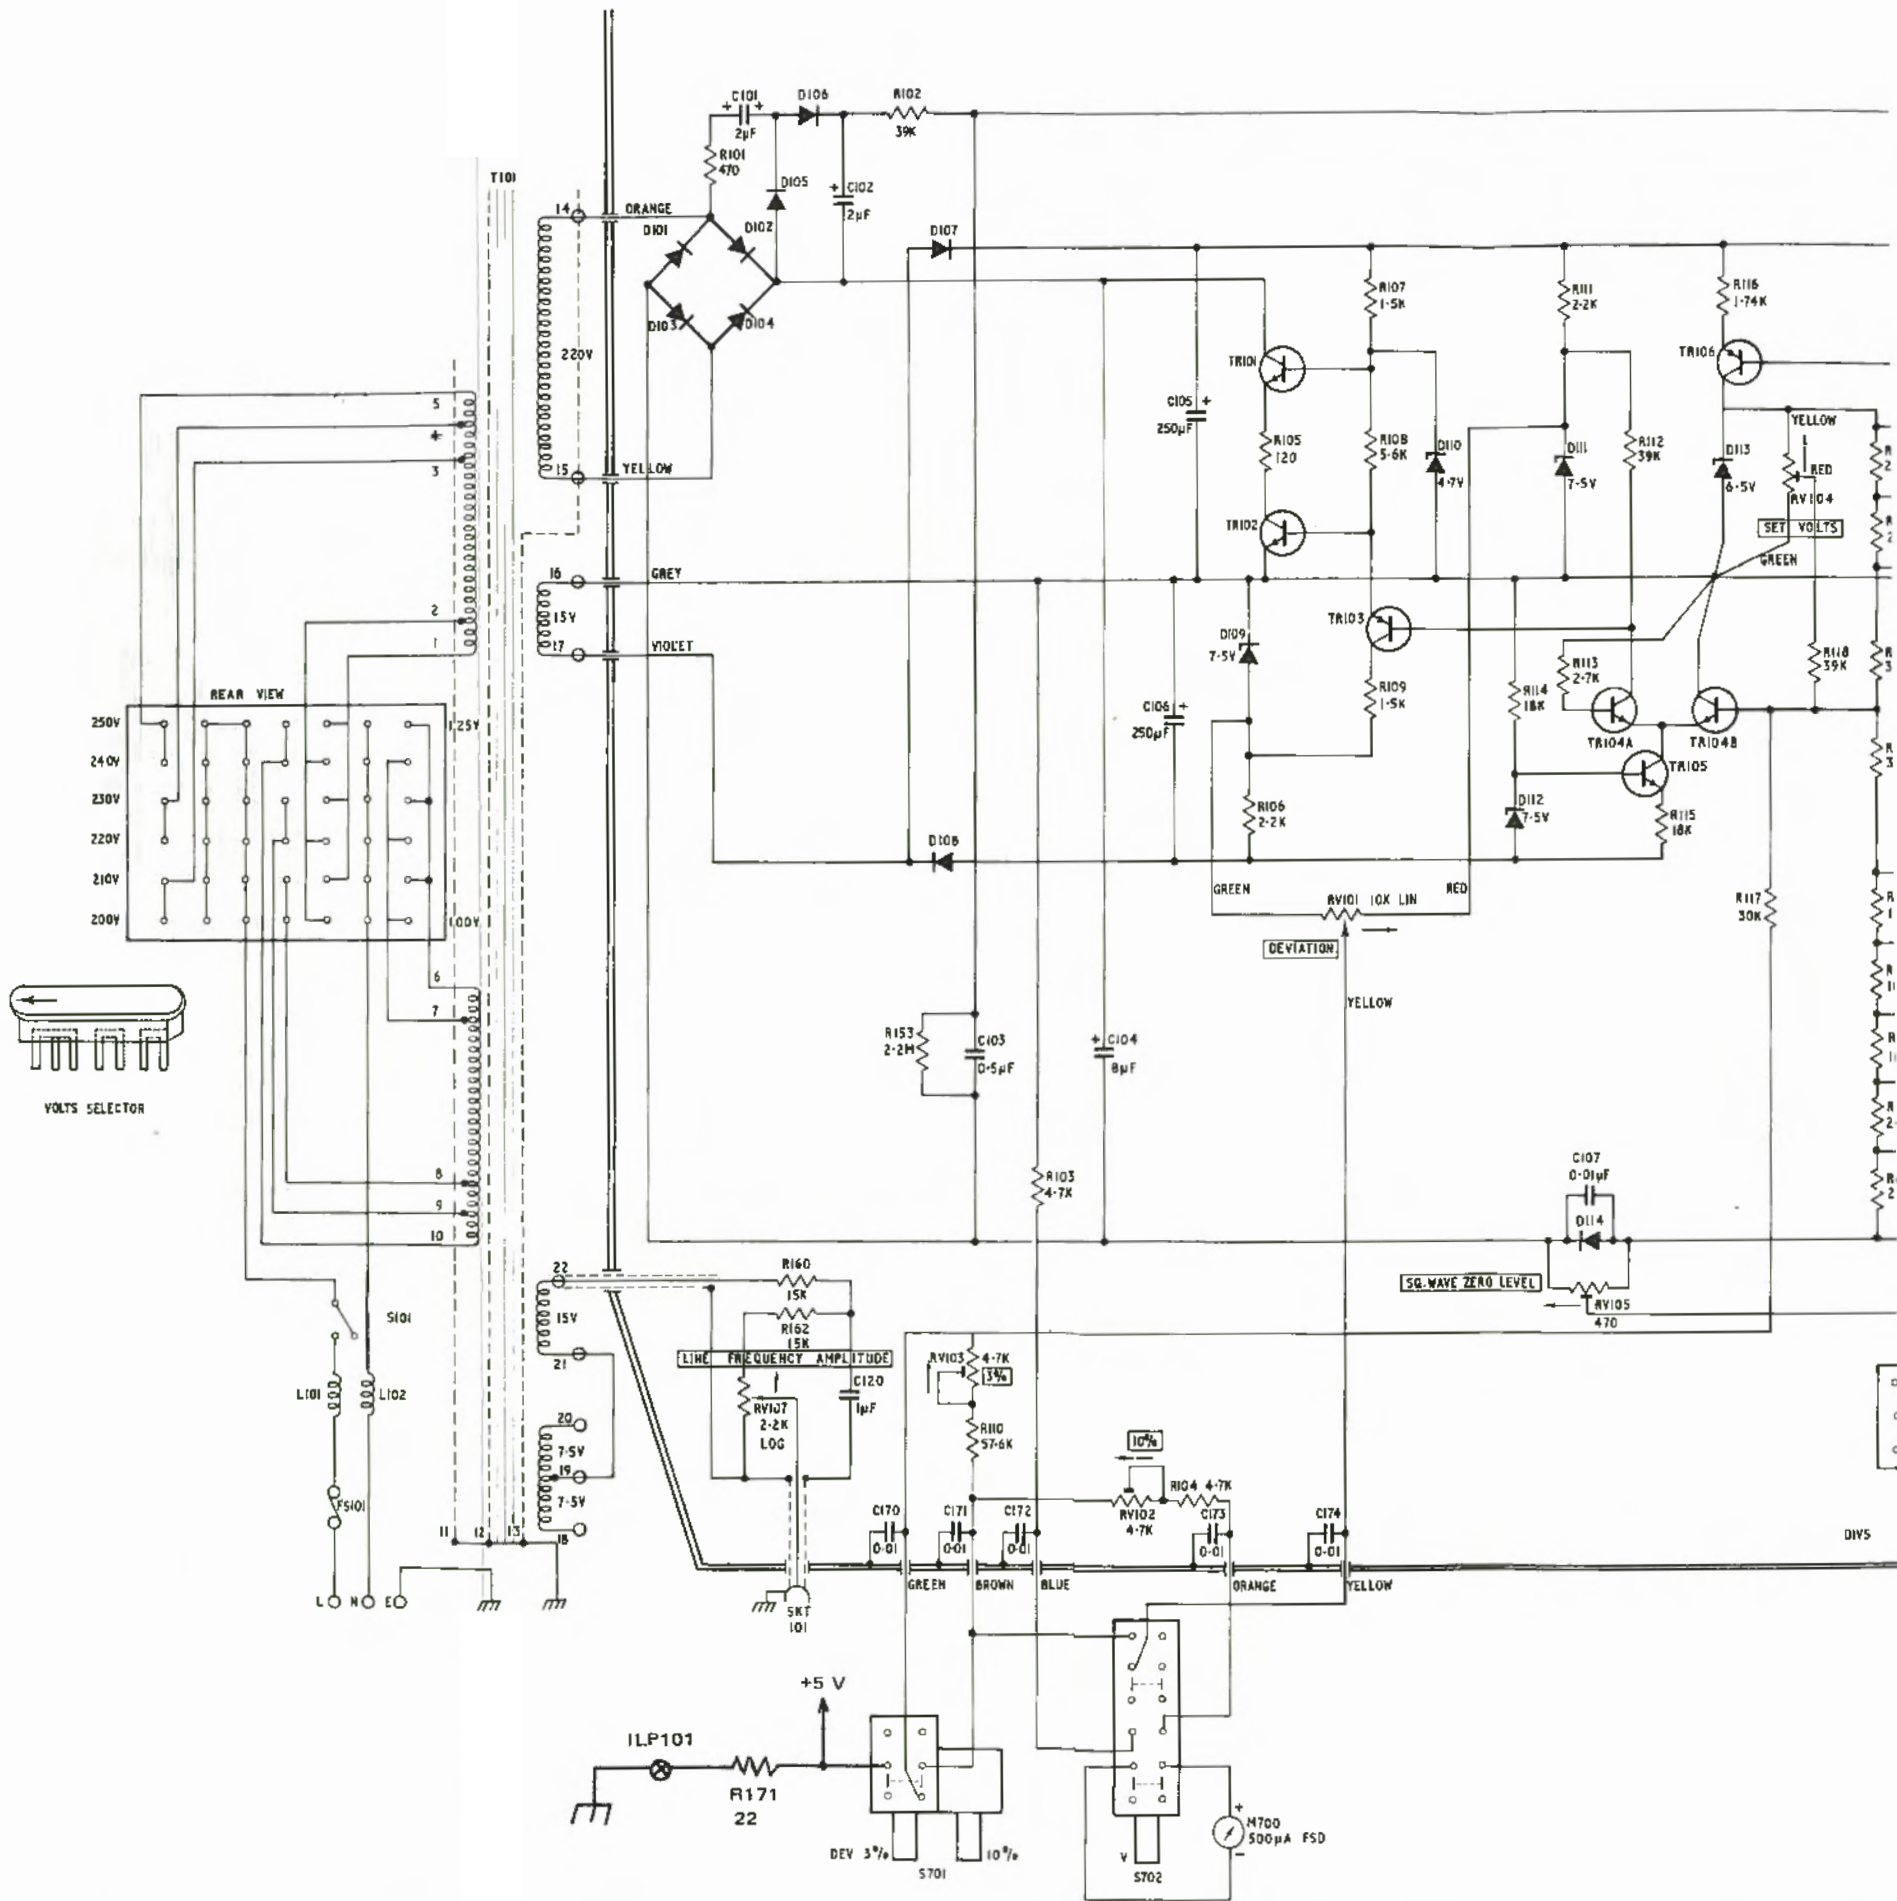 C101
2µF
D106
R102
39K
R101
470
D105
C102
2µF
T101
14
ORANGE
D101
D102
D103
D104
220V
15
YELLOW
D107
R107
1·5K
R111
2·2K
R116
1·74K
TR101
TR106
C105
250µF
R105
120
R108
5·6K
D110
4·7V
D111
7·5V
R112
39K
D113
6·5V
YELLOW
RED
RV104
SET VOLTS
GREEN
TR102
5
4
3
2
1
16
GREY
15V
17
VIOLET
D109
7·5V
TR103
R109
1·5K
R113
2·7K
R114
18K
R118
39K
TR104A
TR104B
TR105
C106
250µF
R106
2·2K
D112
7·5V
R115
18K
D108
REAR VIEW
250V
240V
230V
220V
210V
200V
125V
100V
GREEN
RV101 10K LIN
RED
DEVIATION
YELLOW
R117
30K
6
7
8
9
10
VOLTS SELECTOR
R153
2·2M
C103
0·5µF
C104
8µF
R103
4·7K
C107
0·01µF
D114
SQ.WAVE ZERO LEVEL
RV105
470
22
15V
21
R160
15K
R162
15K
LINE FREQUENCY AMPLITUDE
RV107
2·2K
LOG
C120
1µF
RV103
4·7K
3%
R110
57·6K
10%
RV102
4·7K
R104 4·7K
S101
L101
L102
FS101
20
7·5V
19
7·5V
18
11
12
13
L
N
E
C170
0·01
C171
0·01
C172
0·01
C173
0·01
C174
0·01
DIVS
GREEN
BROWN
BLUE
ORANGE
YELLOW
SKT
101
+5 V
ILP101
R171
22
DEV 3%
10%
S701
V
S702
M700
500µA FSD